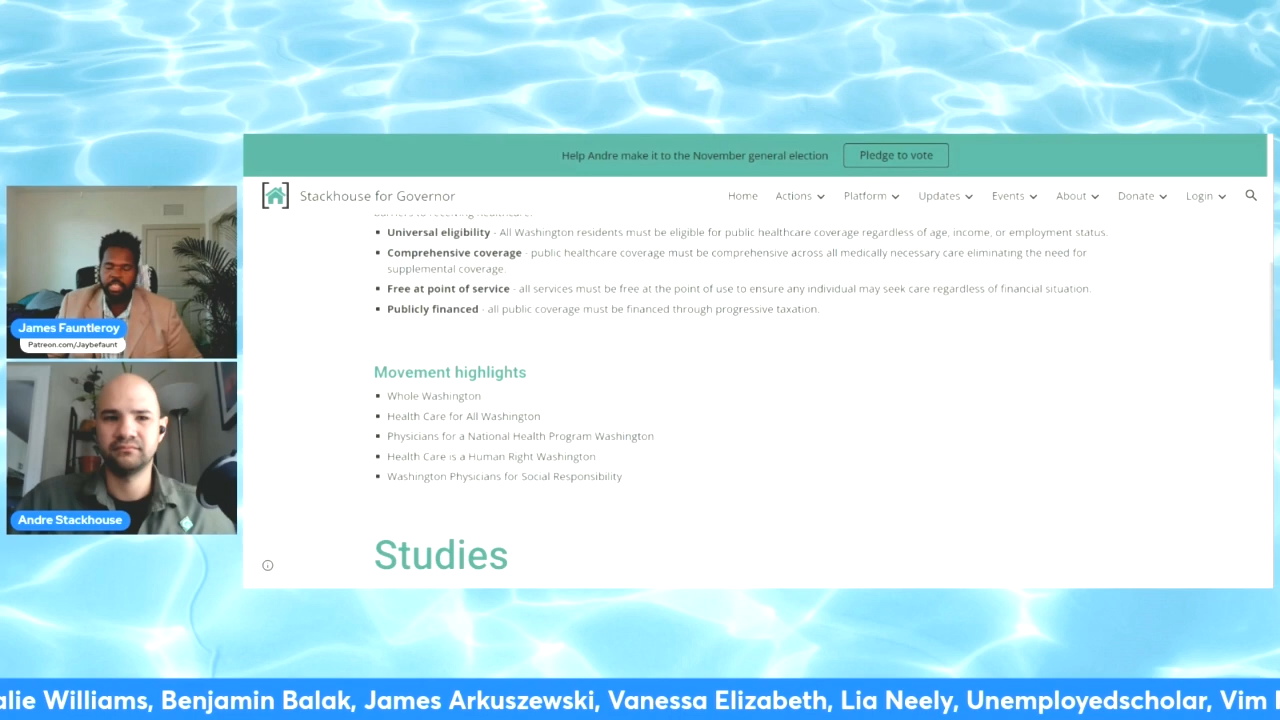 Help Andre make it to the November general election
Pledge to vote
Stackhouse for Governor
Home
Actions
Platform
Updates
Events
About
Donate
Login
barriers to receiving healthcare.
Universal eligibility - All Washington residents must be eligible for public healthcare coverage regardless of age, income, or employment status.
Comprehensive coverage - public healthcare coverage must be comprehensive across all medically necessary care eliminating the need for
supplemental coverage.
Free at point of service - all services must be free at the point of use to ensure any individual may seek care regardless of financial situation.
Publicly financed - all public coverage must be financed through progressive taxation.
James Fauntleroy
Patreon.com/Jaybefaunt
Movement highlights
Whole Washington
Health Care for All Washington
Physicians for a National Health Program Washington
Health Care is a Human Right Washington
Washington Physicians for Social Responsibility
Andre Stackhouse
Studies
alie Williams, Benjamin Balak, James Arkuszewski, Vanessa Elizabeth, Lia Neely, Unemployedscholar, Vim